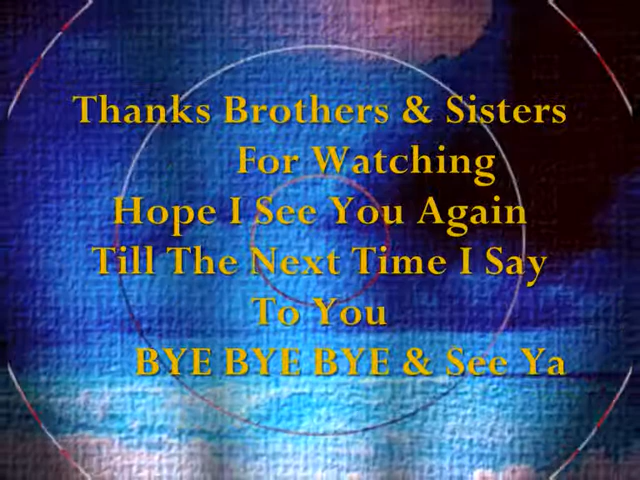 Thanks Brothers & Sisters
For Watching
Hope I See You Again
Till The Next Time I Say
To You
BYE BYE BYE & See Ya